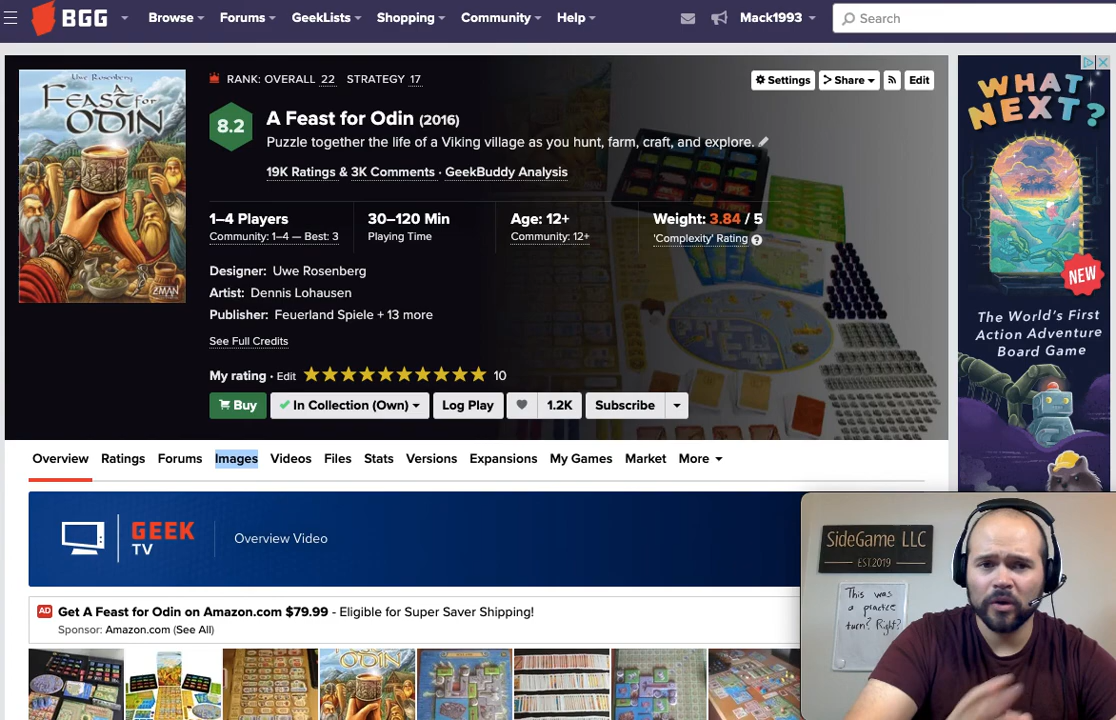 BGG Browse Forums GeekLists Shopping Community Help Mack1993 Search
Uwe Rosenberg
A Feast for ODIN
ZMAN
RANK: OVERALL 22 STRATEGY 17
Settings Share Edit
8.2
A Feast for Odin (2016)
Puzzle together the life of a Viking village as you hunt, farm, craft, and explore.
19K Ratings & 3K Comments · GeekBuddy Analysis
1–4 Players
Community: 1–4 — Best: 3
30–120 Min
Playing Time
Age: 12+
Community: 12+
Weight: 3.84 / 5
'Complexity' Rating ?
Designer: Uwe Rosenberg
Artist: Dennis Lohausen
Publisher: Feuerland Spiele + 13 more
See Full Credits
My rating · Edit 10
Buy In Collection (Own) Log Play 1.2K Subscribe
WHAT
NEXT?
NEW
The World's First
Action Adventure
Board Game
Overview Ratings Forums Images Videos Files Stats Versions Expansions My Games Market More
GEEK
TV
Overview Video
AD Get A Feast for Odin on Amazon.com $79.99 - Eligible for Super Saver Shipping!
Sponsor: Amazon.com (See All)
SideGame LLC
EST.2019
This was
a practice
turn? Right?